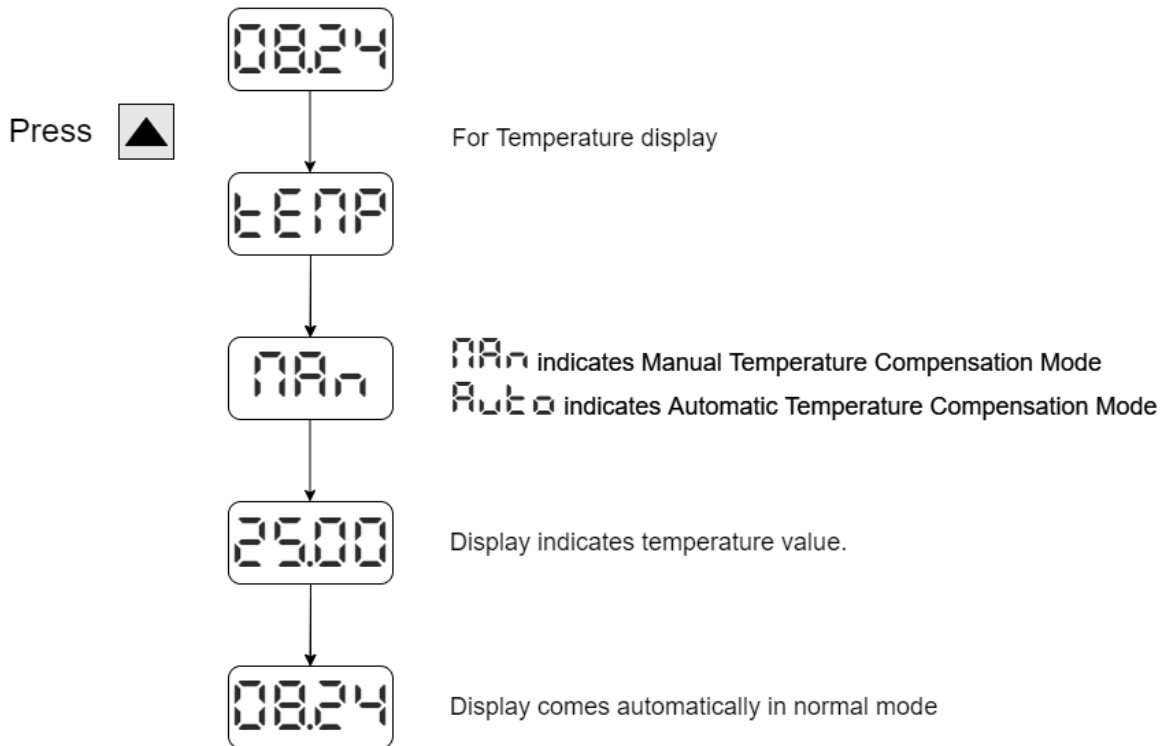 08.24
Press
For Temperature display
tEMP
MAn
MAn indicates Manual Temperature Compensation Mode
Auto indicates Automatic Temperature Compensation Mode
25.00
Display indicates temperature value.
08.24
Display comes automatically in normal mode